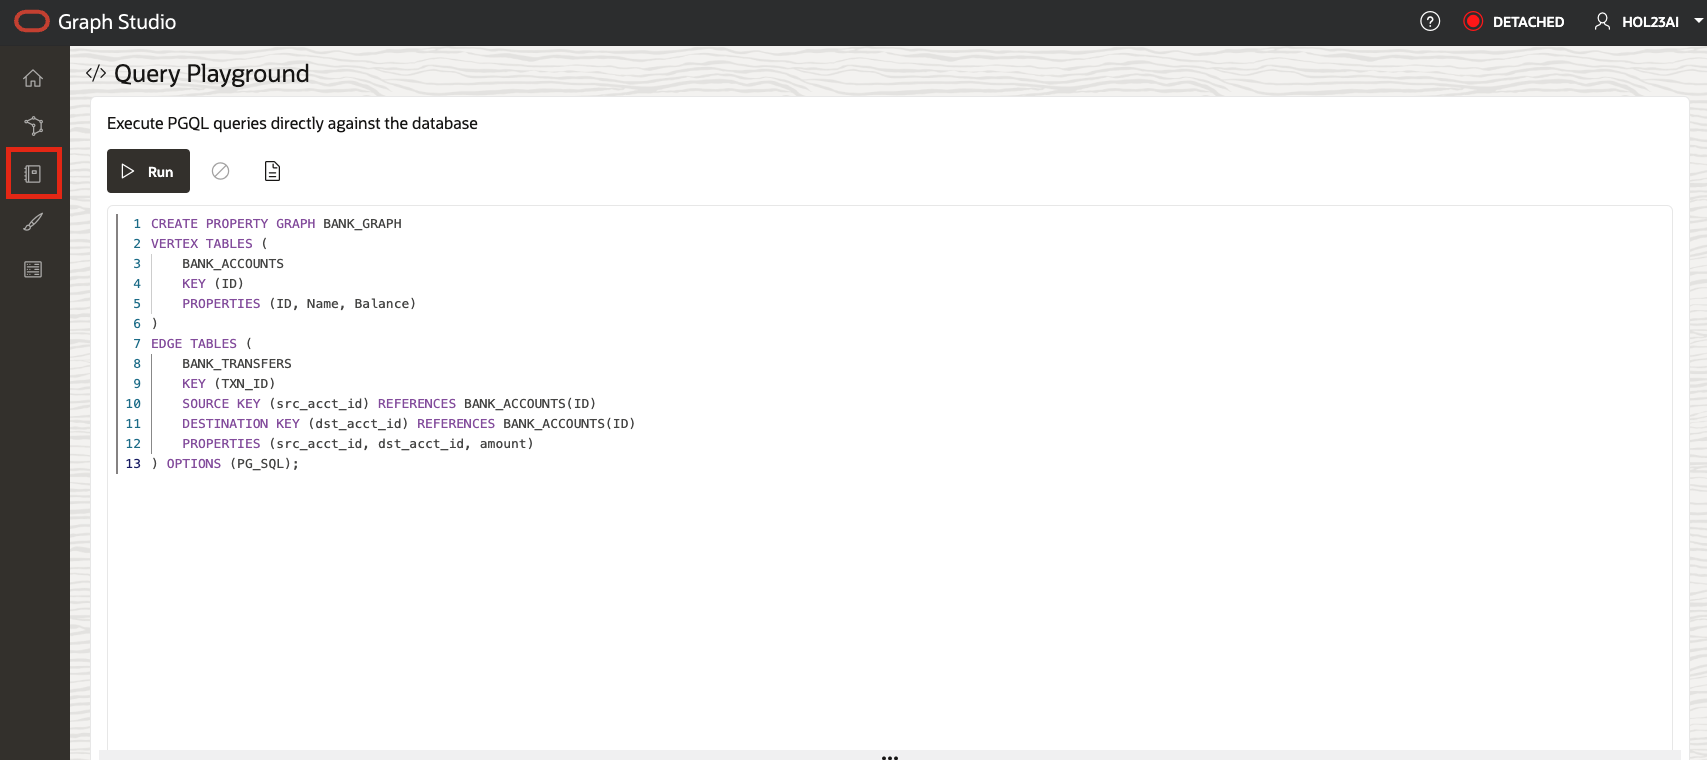 Graph Studio
DETACHED
HOL23AI
</> Query Playground
Execute PGQL queries directly against the database
Run
1 CREATE PROPERTY GRAPH BANK_GRAPH
2 VERTEX TABLES (
3 BANK_ACCOUNTS
4 KEY (ID)
5 PROPERTIES (ID, Name, Balance)
6 )
7 EDGE TABLES (
8 BANK_TRANSFERS
9 KEY (TXN_ID)
10 SOURCE KEY (src_acct_id) REFERENCES BANK_ACCOUNTS(ID)
11 DESTINATION KEY (dst_acct_id) REFERENCES BANK_ACCOUNTS(ID)
12 PROPERTIES (src_acct_id, dst_acct_id, amount)
13 ) OPTIONS (PG_SQL);